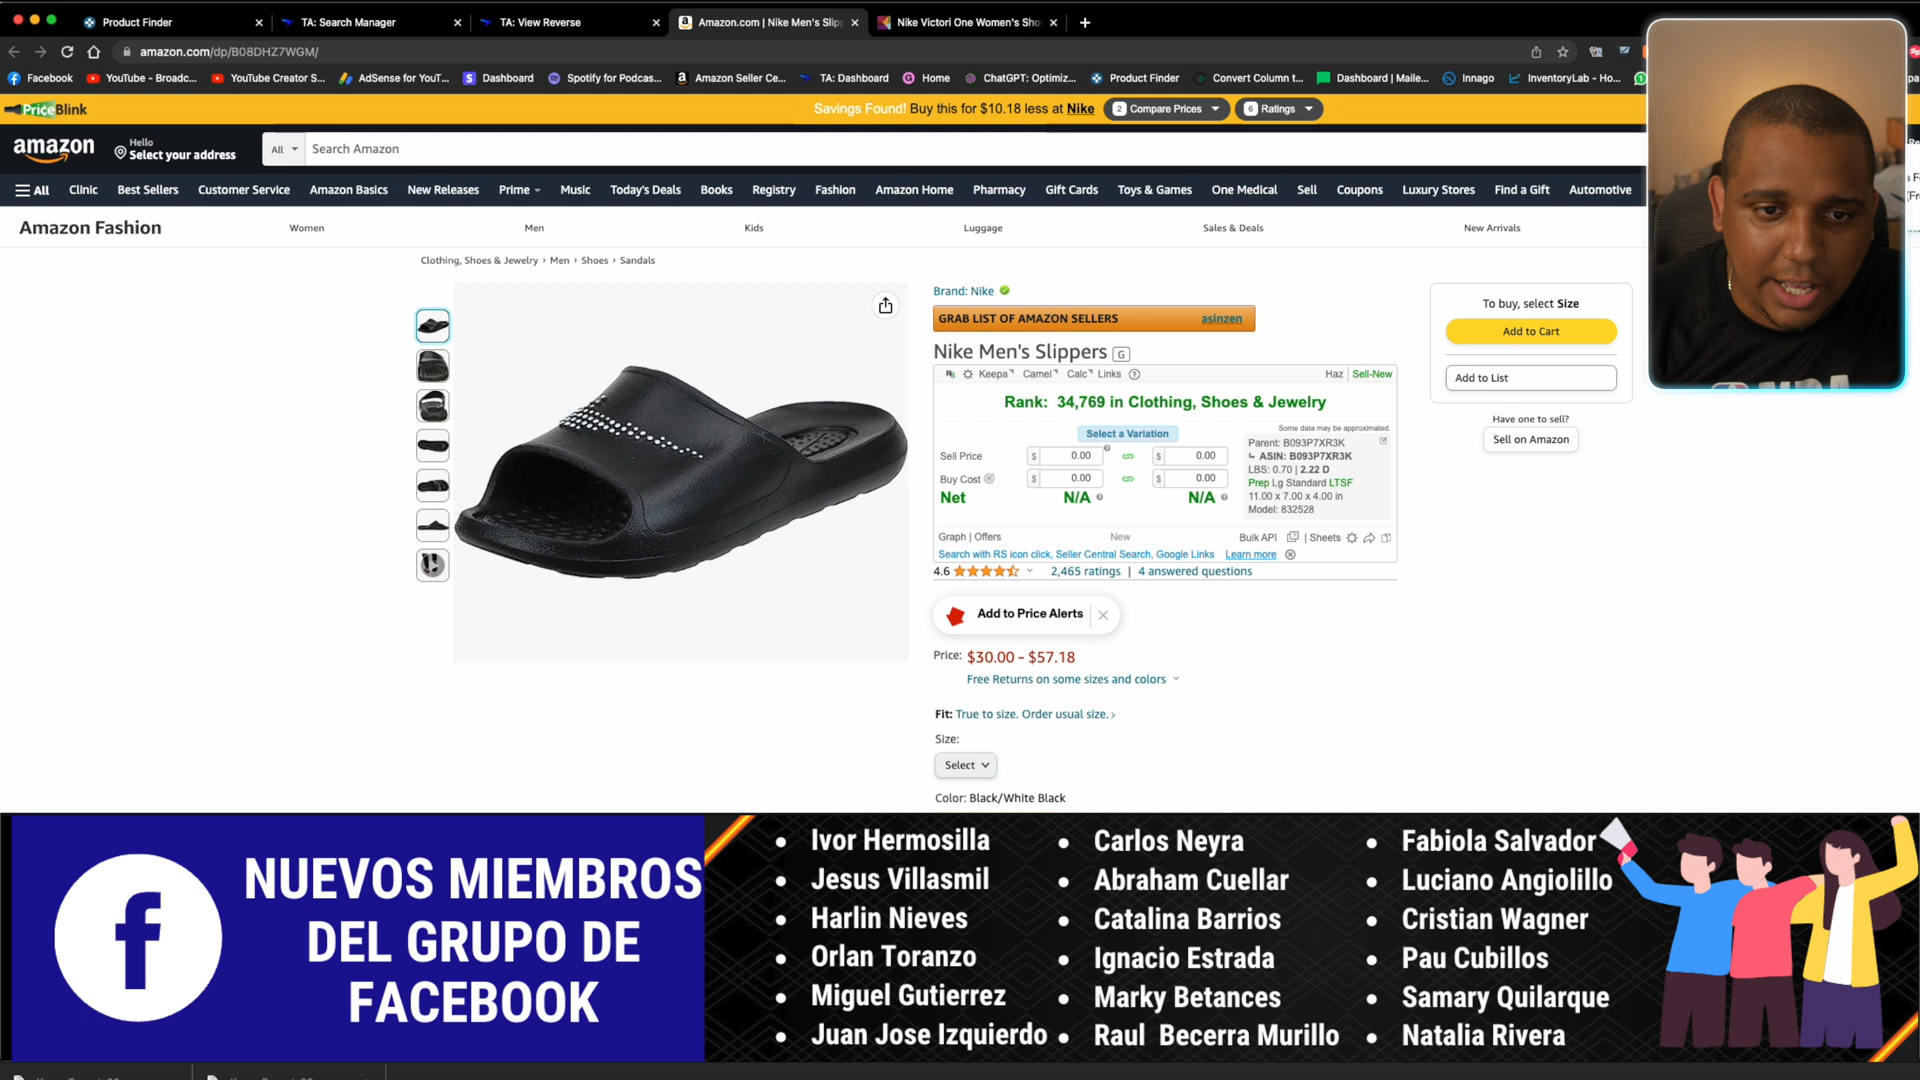 Product Finder
TA: Search Manager
TA: View Reverse
Amazon.com | Nike Men's Slipp
Nike Victori One Women's Sho
amazon.com/dp/B08DHZ7WGM/
Facebook
YouTube - Broadc...
YouTube Creator S...
AdSense for YouT...
Dashboard
Spotify for Podcas...
Amazon Seller Ce...
TA: Dashboard
Home
ChatGPT: Optimiz...
Product Finder
Convert Column t...
Dashboard | Maile...
Innago
InventoryLab - Ho...
PriceBlink
Savings Found! Buy this for $10.18 less at Nike
2 Compare Prices
6 Ratings
amazon
Hello
Select your address
All
Search Amazon
All
Clinic
Best Sellers
Customer Service
Amazon Basics
New Releases
Prime
Music
Today's Deals
Books
Registry
Fashion
Amazon Home
Pharmacy
Gift Cards
Toys & Games
One Medical
Sell
Coupons
Luxury Stores
Find a Gift
Automotive
Amazon Fashion
Women
Men
Kids
Luggage
Sales & Deals
New Arrivals
Clothing, Shoes & Jewelry › Men › Shoes › Sandals
Brand: Nike
GRAB LIST OF AMAZON SELLERS
asinzen
Nike Men's Slippers G
Keepa
Camel
Calc
Links
Haz
Sell-New
Rank: 34,769 in Clothing, Shoes & Jewelry
Some data may be approximated.
Select a Variation
Sell Price
$ 0.00
$ 0.00
Buy Cost
$ 0.00
$ 0.00
Net
N/A
N/A
Parent: B093P7XR3K
ASIN: B093P7XR3K
LBS: 0.70 | 2.22 D
Prep Lg Standard LTSF
11.00 x 7.00 x 4.00 in
Model: 832528
Graph | Offers
New
Bulk API
| Sheets
Search with RS icon click, Seller Central Search, Google Links
Learn more
4.6
2,465 ratings | 4 answered questions
Add to Price Alerts
Price: $30.00 - $57.18
Free Returns on some sizes and colors
Fit: True to size. Order usual size. ›
Size:
Select
Color: Black/White Black
To buy, select Size
Add to Cart
Add to List
Have one to sell?
Sell on Amazon
NUEVOS MIEMBROS
DEL GRUPO DE
FACEBOOK
• Ivor Hermosilla
• Jesus Villasmil
• Harlin Nieves
• Orlan Toranzo
• Miguel Gutierrez
• Juan Jose Izquierdo
• Carlos Neyra
• Abraham Cuellar
• Catalina Barrios
• Ignacio Estrada
• Marky Betances
• Raul Becerra Murillo
• Fabiola Salvador
• Luciano Angiolillo
• Cristian Wagner
• Pau Cubillos
• Samary Quilarque
• Natalia Rivera